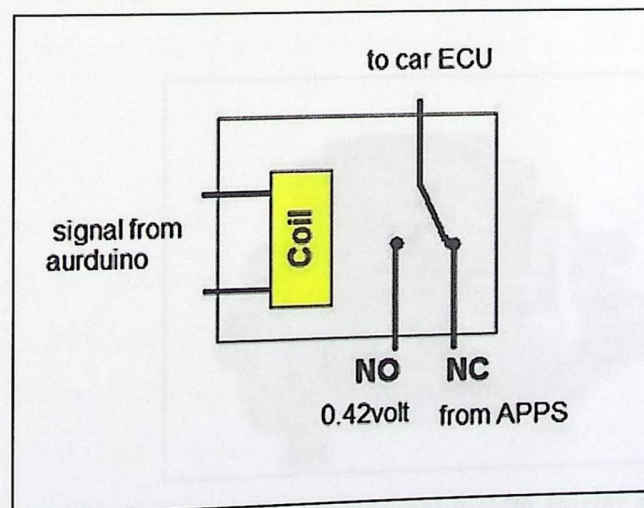 to car ECU
signal from
aurduino
Coil
NO NC
0.42volt from APPS